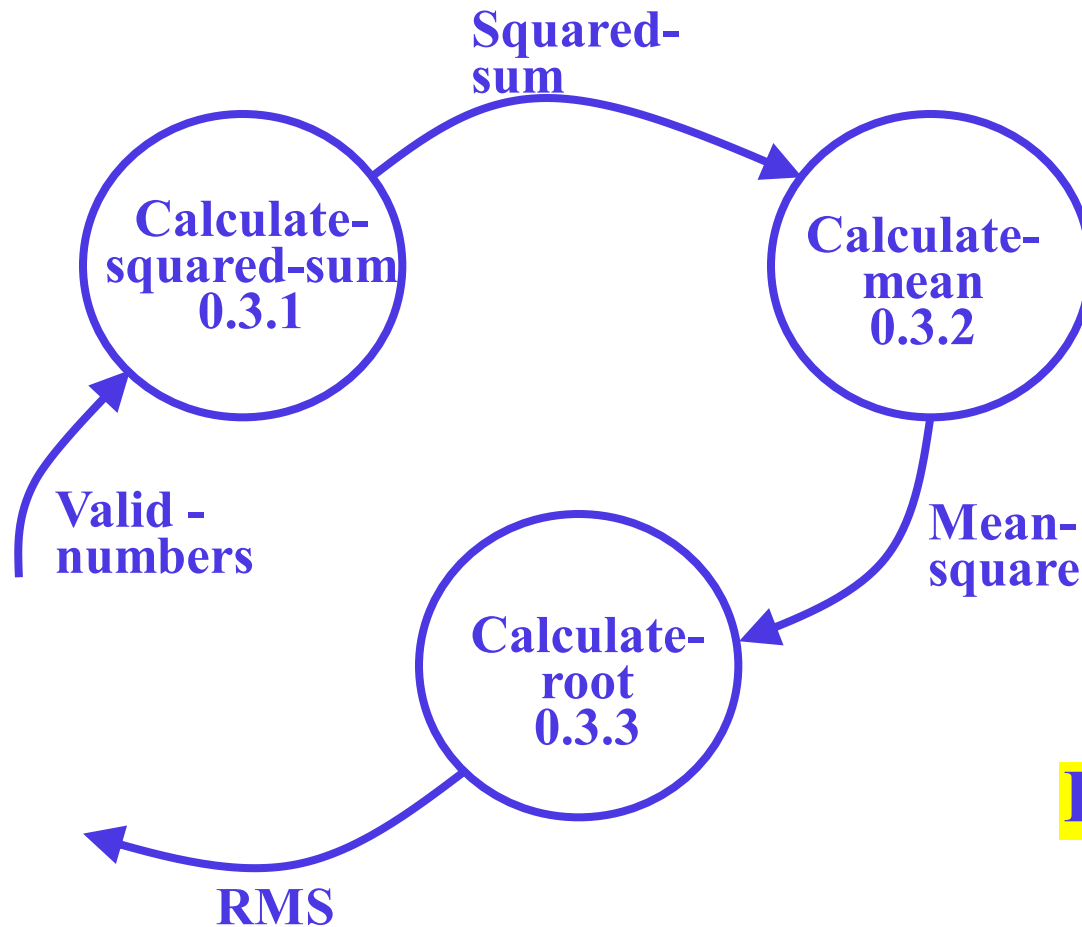 Squared-
sum
Calculate-
squared-sum
0.3.1
Calculate-
mean
0.3.2
Valid -
numbers
Mean-
square
Calculate-
root
0.3.3
RMS